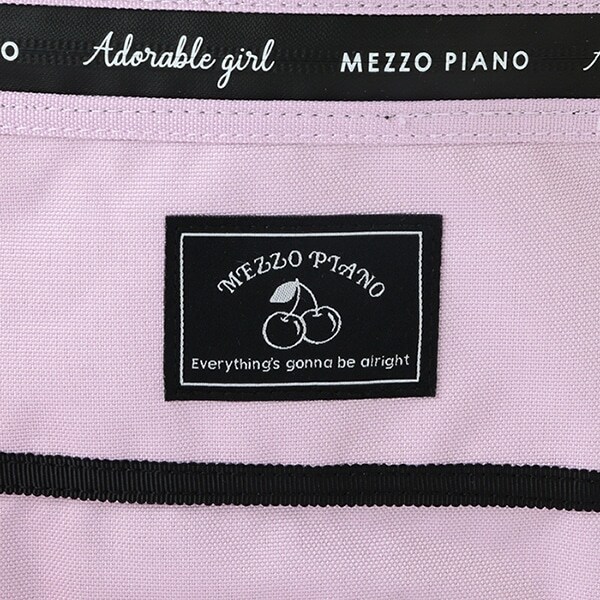 O Adorable girl MEZZO PIANO A
MEZZO PIANO
Everything's gonna be alright